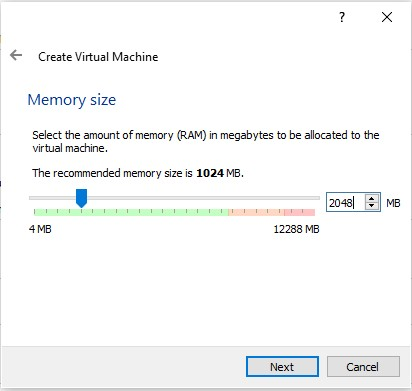 ?
Create Virtual Machine
Memory size
Select the amount of memory (RAM) in megabytes to be allocated to the
virtual machine.
The recommended memory size is 1024 MB.
2048 MB
4 MB 12288 MB
Next Cancel